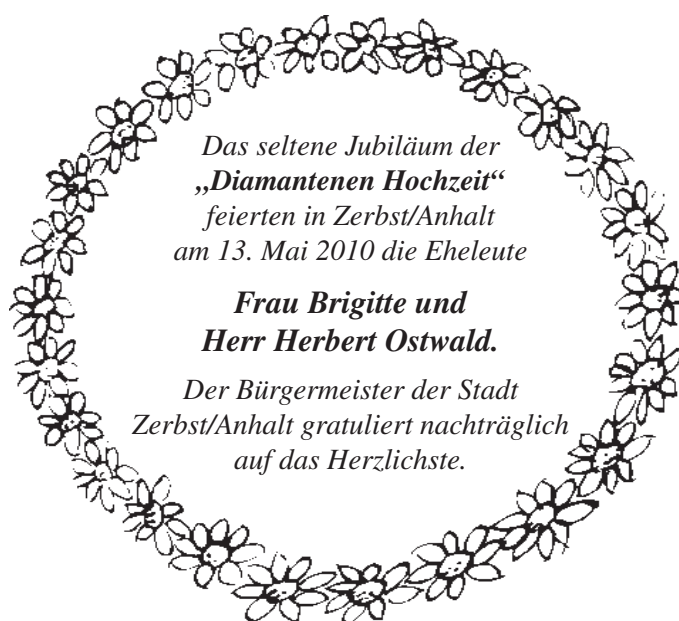 Das seltene Jubiläum der
„Diamantenen Hochzeit“
feierten in Zerbst/Anhalt
am 13. Mai 2010 die Eheleute
Frau Brigitte und
Herr Herbert Ostwald.
Der Bürgermeister der Stadt
Zerbst/Anhalt gratuliert nachträglich
auf das Herzlichste.